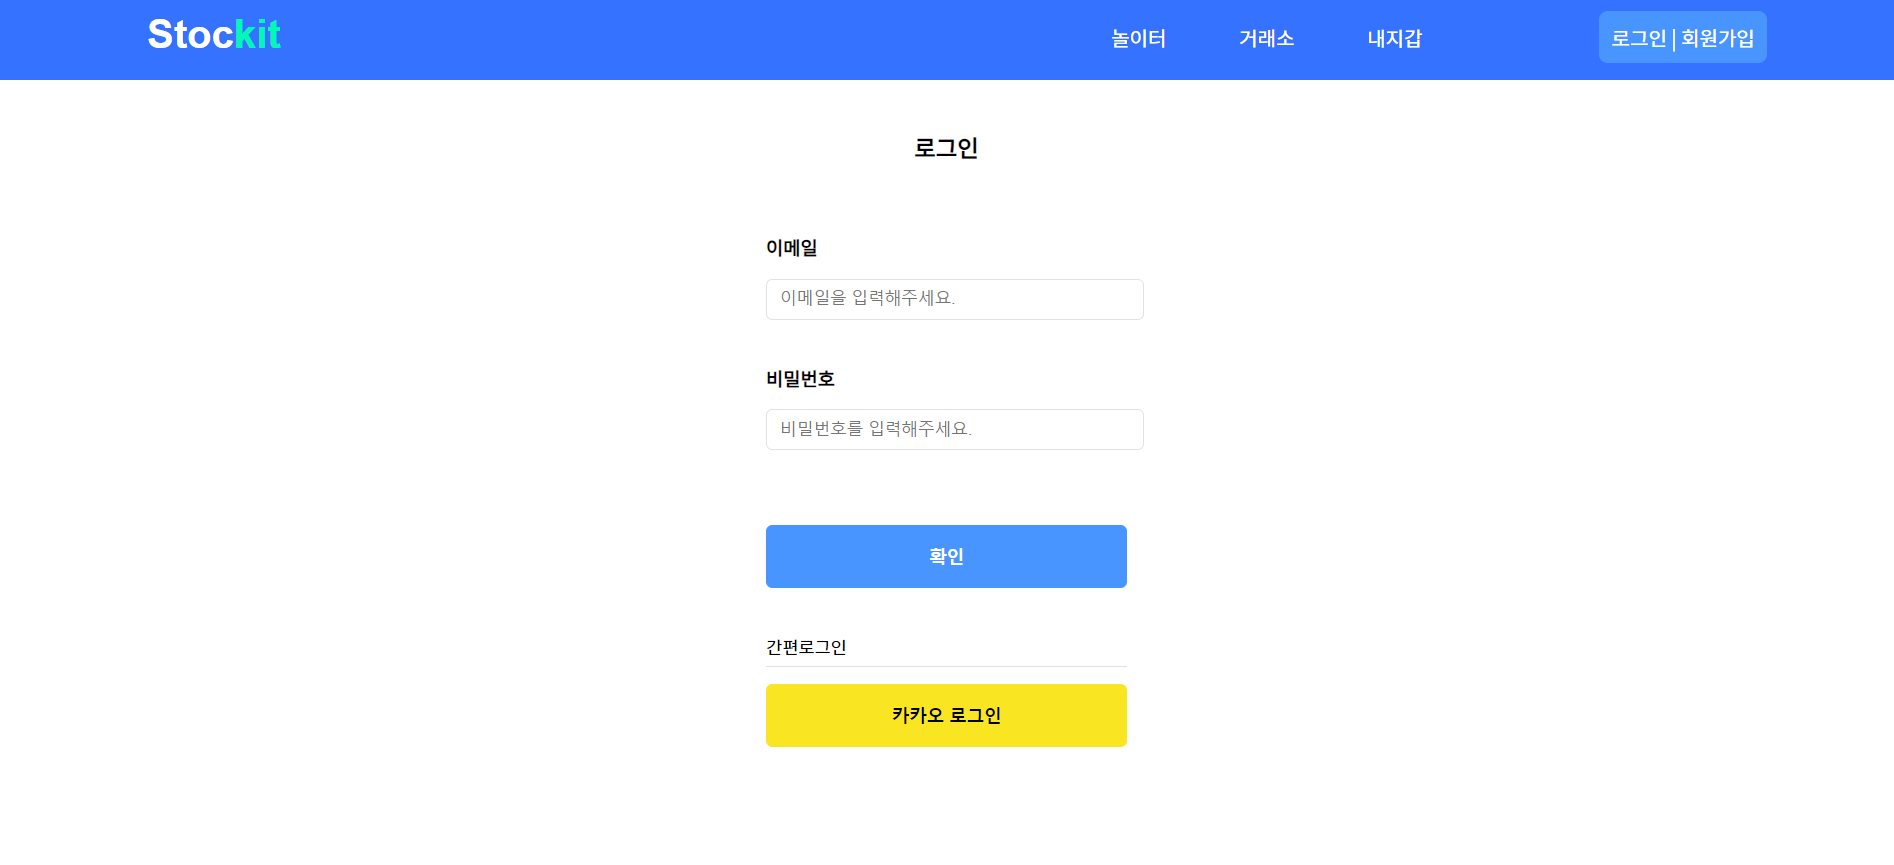 Stockit 놀이터 거래소 내지갑 로그인 | 회원가입
로그인
이메일
이메일을 입력해주세요.
비밀번호
비밀번호를 입력해주세요.
확인
간편로그인
카카오 로그인